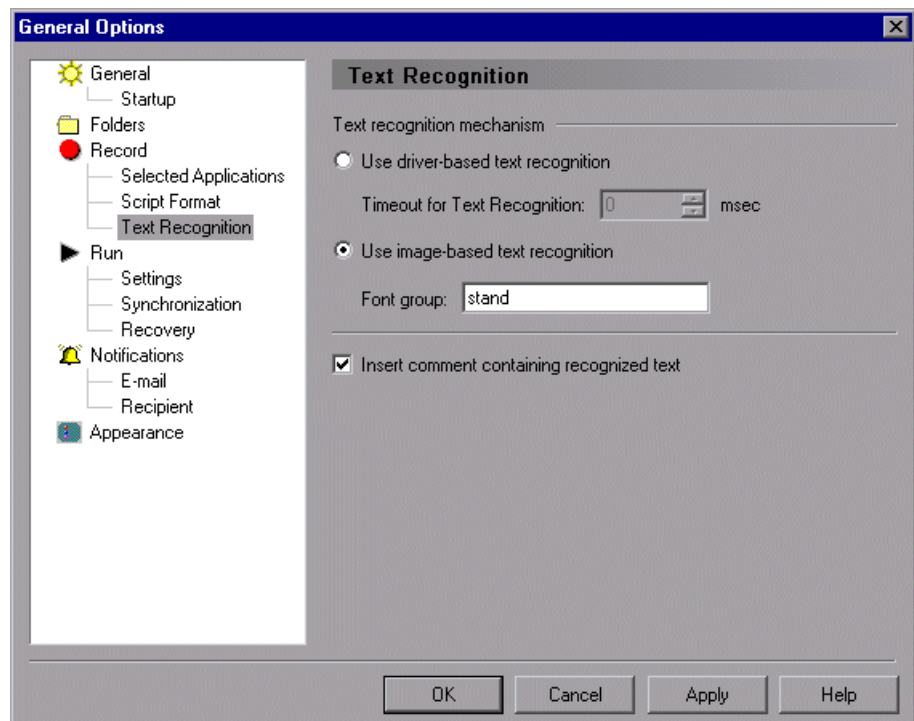 General Options
General
Startup
Folders
Record
Selected Applications
Script Format
Text Recognition
Run
Settings
Synchronization
Recovery
Notifications
E-mail
Recipient
Appearance
Text Recognition
Text recognition mechanism
Use driver-based text recognition
Timeout for Text Recognition: 0 msec
Use image-based text recognition
Font group: stand
Insert comment containing recognized text
OK Cancel Apply Help